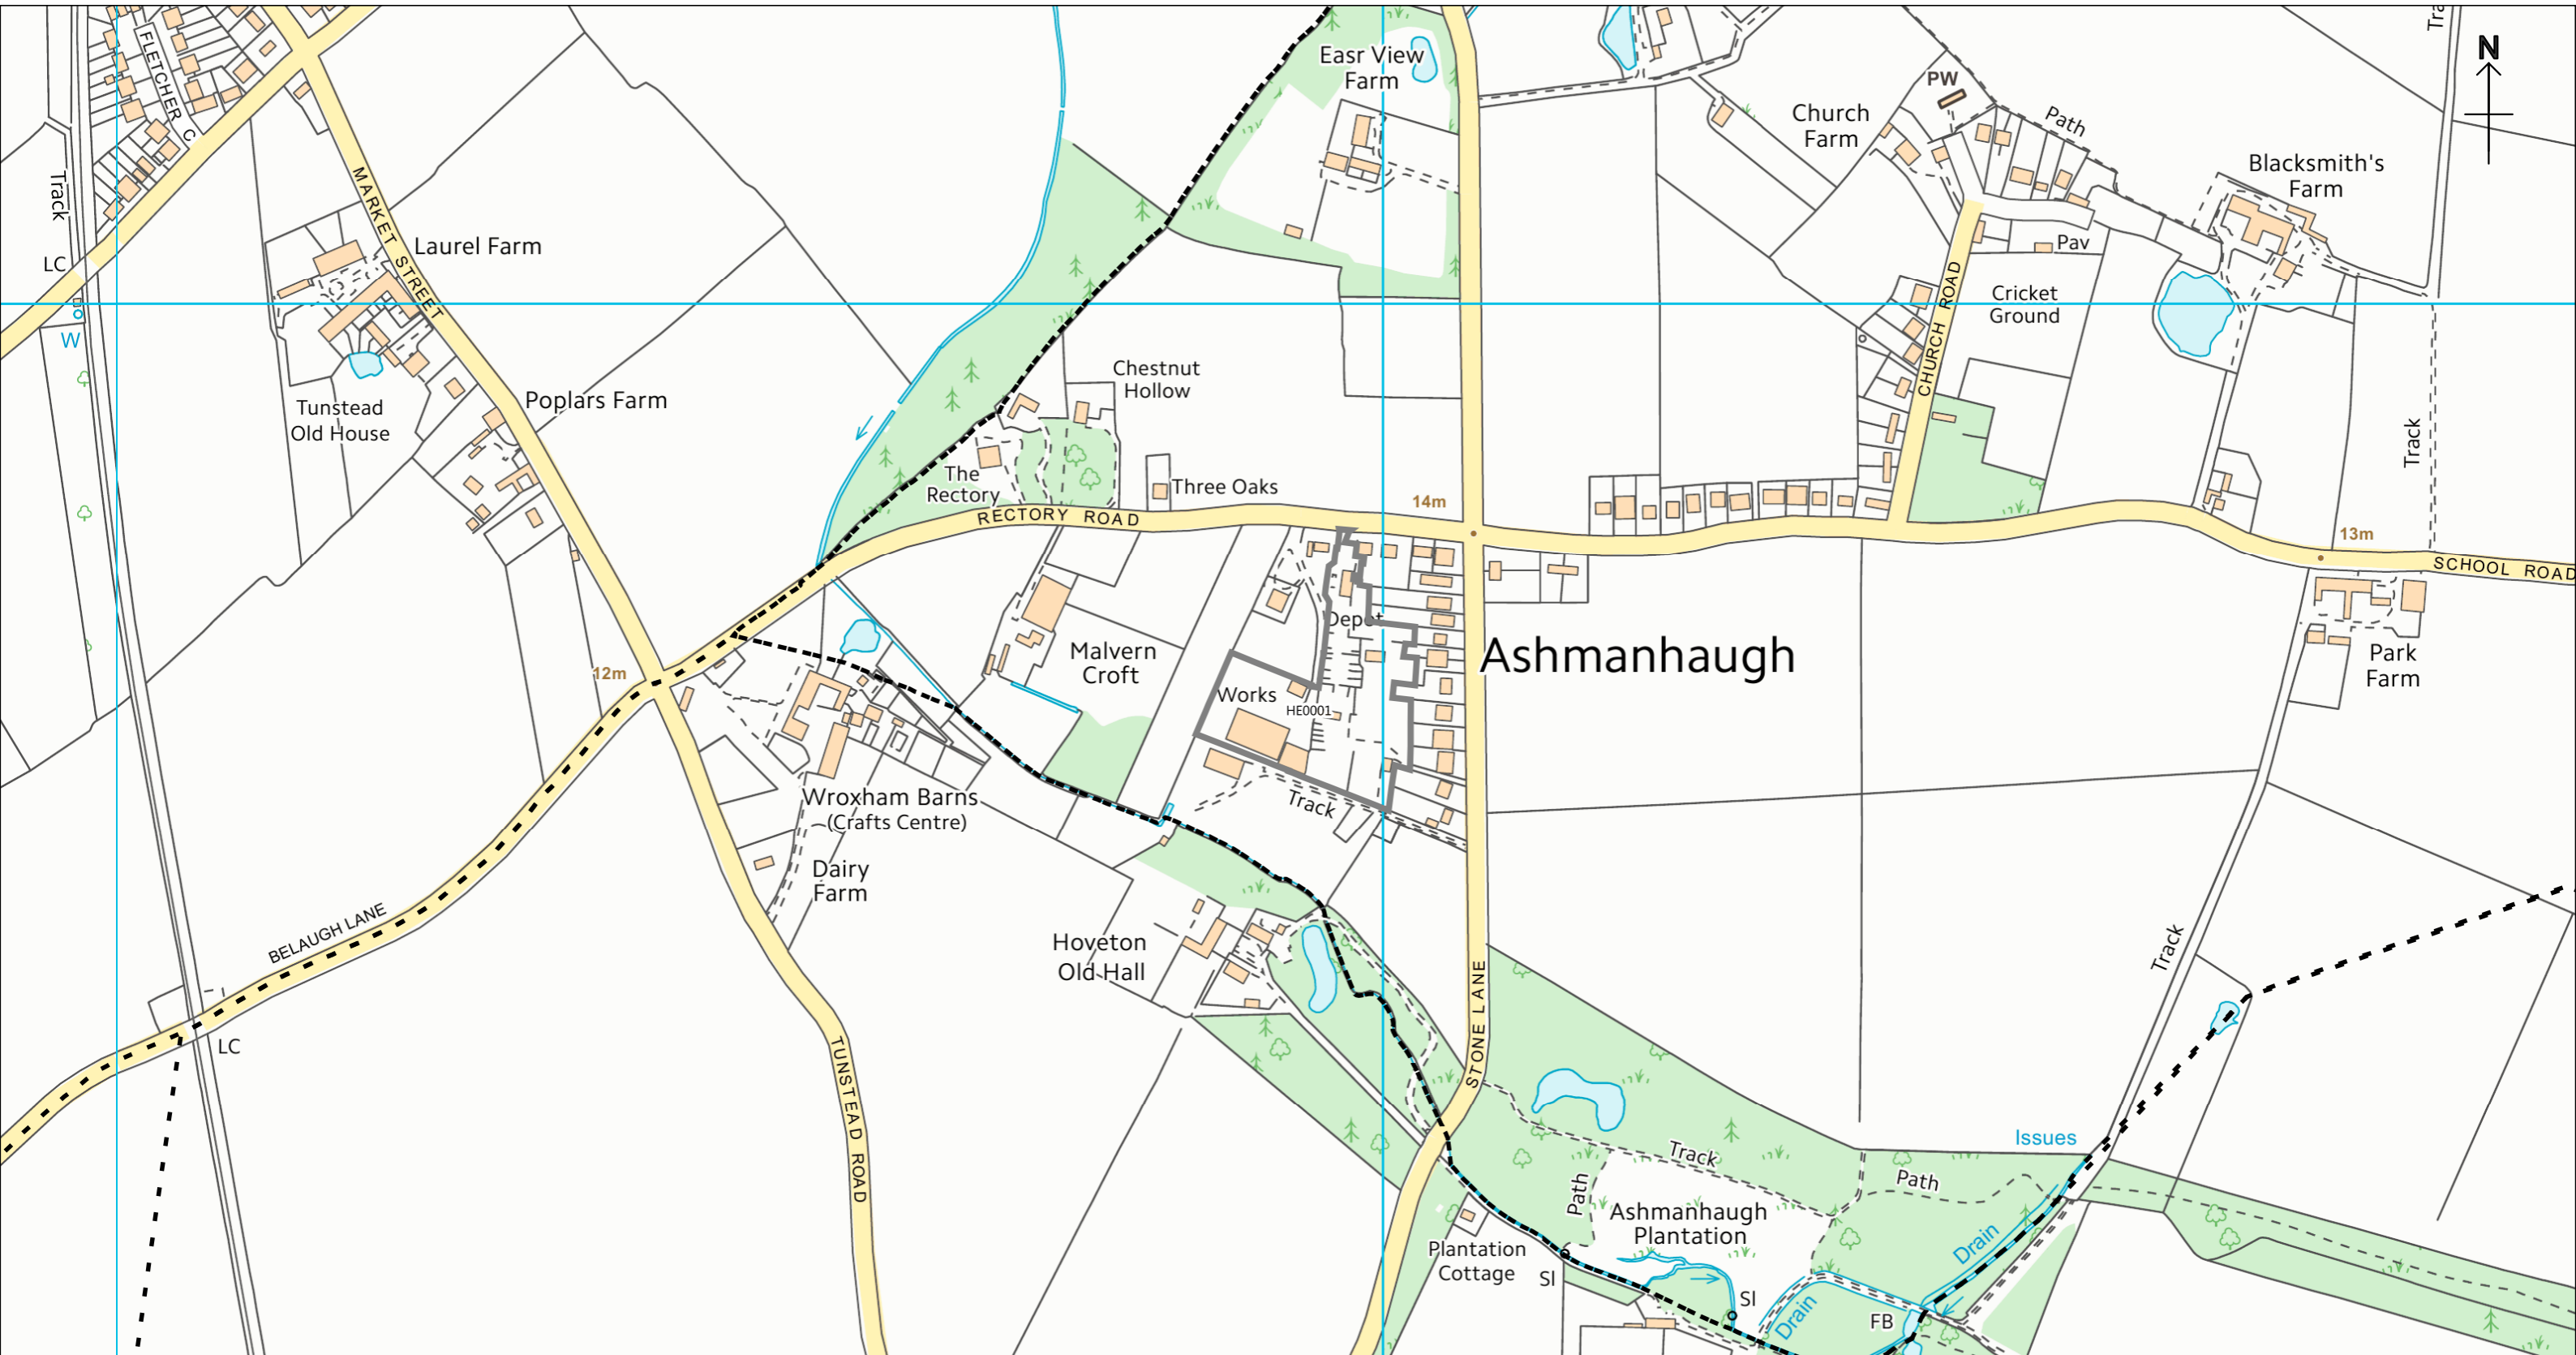 Track
FLETCHER C
Easr View
Farm
Tra
N
PW
Church
Farm
Path
Blacksmith's
Farm
Track
MARKET STREET
Laurel Farm
LC
W
Pav
CHURCH ROAD
Cricket
Ground
Chestnut
Hollow
Tunstead
Old House
Poplars Farm
Track
The
Rectory
Three Oaks
RECTORY ROAD
14m
13m
SCHOOL ROAD
Depot
Malvern
Croft
Ashmanhaugh
Park
Farm
12m
Works
HE0001
Wroxham Barns
(Crafts Centre)
Track
Dairy
Farm
BELAUGH LANE
Hoveton
Old Hall
Track
STONE LANE
LC
TUNSTEAD ROAD
Issues
Track
Path
Path
Ashmanhaugh
Plantation
Plantation
Cottage
SI
SI
Drain
Drain
FB